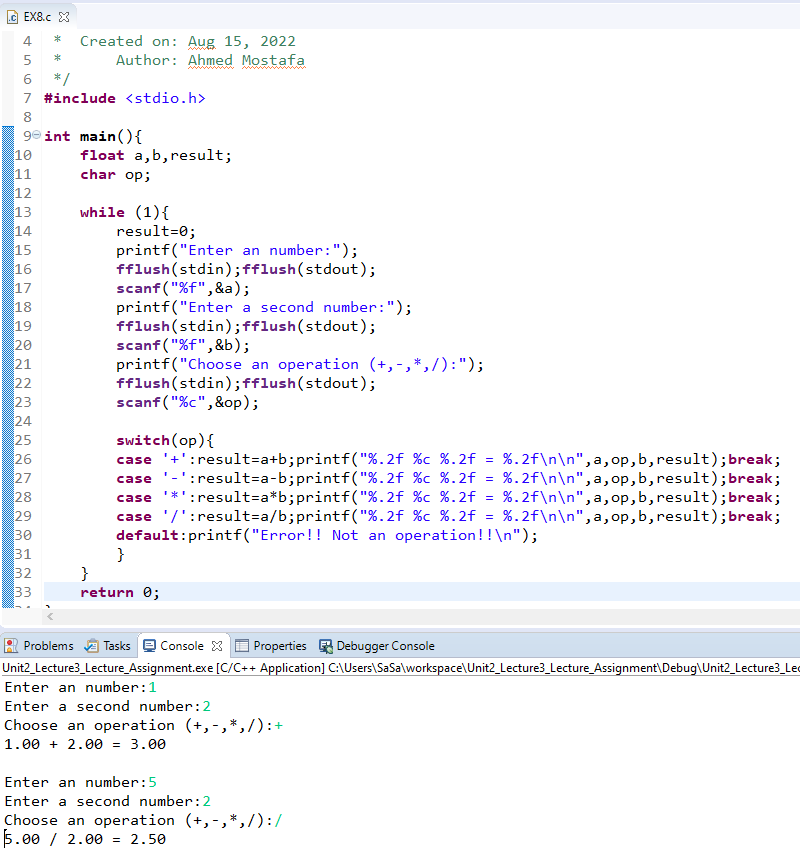 EX8.c
4 *  Created on: Aug 15, 2022
5 *      Author: Ahmed Mostafa
6 */
7 #include <stdio.h>
8
9 int main(){
10     float a,b,result;
11     char op;
12
13     while (1){
14         result=0;
15         printf("Enter an number:");
16         fflush(stdin);fflush(stdout);
17         scanf("%f",&a);
18         printf("Enter a second number:");
19         fflush(stdin);fflush(stdout);
20         scanf("%f",&b);
21         printf("Choose an operation (+,-,*,/):");
22         fflush(stdin);fflush(stdout);
23         scanf("%c",&op);
24
25         switch(op){
26         case '+':result=a+b;printf("%.2f %c %.2f = %.2f\n\n",a,op,b,result);break;
27         case '-':result=a-b;printf("%.2f %c %.2f = %.2f\n\n",a,op,b,result);break;
28         case '*':result=a*b;printf("%.2f %c %.2f = %.2f\n\n",a,op,b,result);break;
29         case '/':result=a/b;printf("%.2f %c %.2f = %.2f\n\n",a,op,b,result);break;
30         default:printf("Error!! Not an operation!!\n");
31         }
32     }
33     return 0;
Problems Tasks Console Properties Debugger Console
Unit2_Lecture3_Lecture_Assignment.exe [C/C++ Application] C:\Users\SaSa\workspace\Unit2_Lecture3_Lecture_Assignment\Debug\Unit2_Lecture3_Lec
Enter an number:1
Enter a second number:2
Choose an operation (+,-,*,/):+
1.00 + 2.00 = 3.00
Enter an number:5
Enter a second number:2
Choose an operation (+,-,*,/):/
5.00 / 2.00 = 2.50